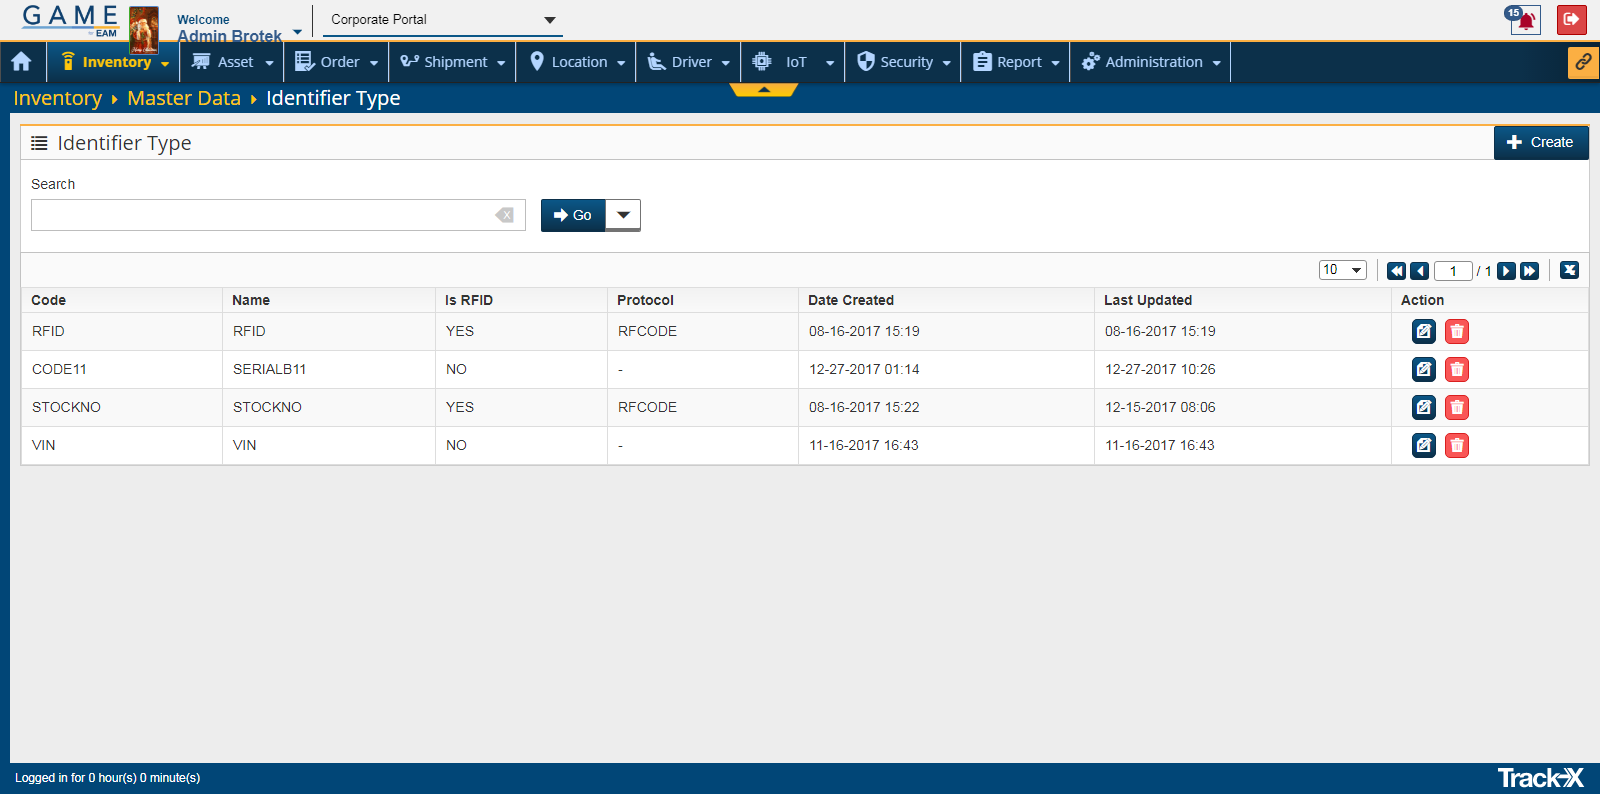 GAME
by EAM
Welcome
Admin Brotek
Corporate Portal
15
Inventory
Asset
Order
Shipment
Location
Driver
IoT
Security
Report
Administration
Inventory Master Data Identifier Type
Identifier Type
Create
Search
Go
10
1 / 1
Code Name Is RFID Protocol Date Created Last Updated Action
RFID RFID YES RFCODE 08-16-2017 15:19 08-16-2017 15:19
CODE11 SERIALB11 NO - 12-27-2017 01:14 12-27-2017 10:26
STOCKNO STOCKNO YES RFCODE 08-16-2017 15:22 12-15-2017 08:06
VIN VIN NO - 11-16-2017 16:43 11-16-2017 16:43
Logged in for 0 hour(s) 0 minute(s)
Track-X